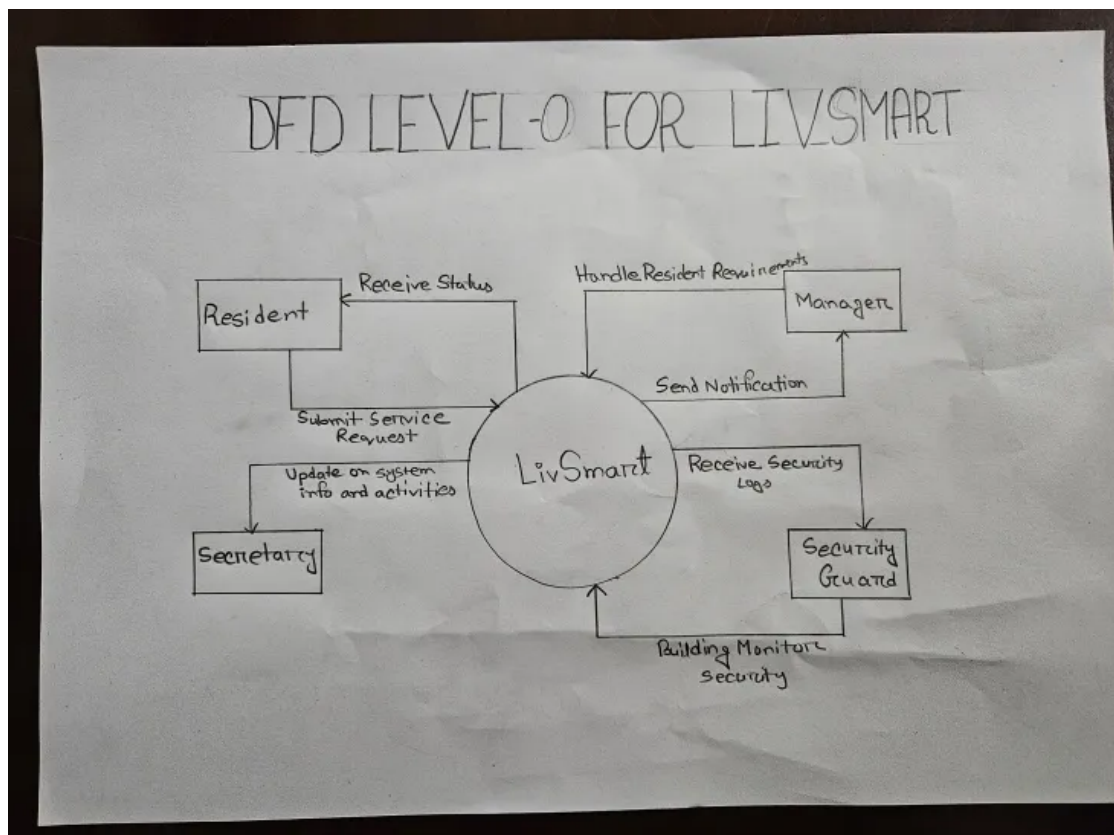 DFD LEVEL-0 FOR LIVSMART
Receive Status
Handle Resident Requirements
Resident
Manager
Send Notification
Submit Service
Request
LivSmart
Receive Security
Logs
Update on system
info and activities
Secretary
Security
Guard
Building Monitor
Security